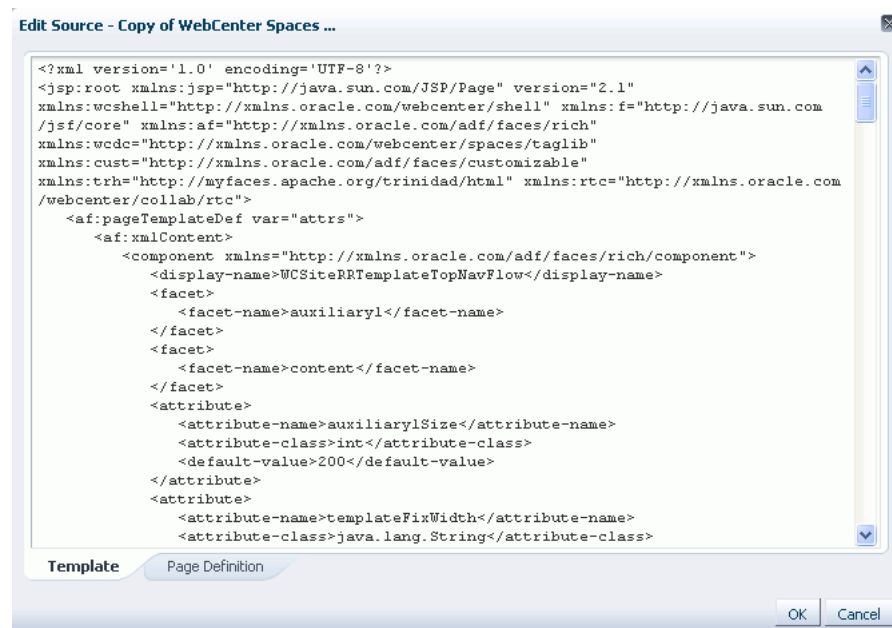 Edit Source - Copy of WebCenter Spaces ...
<?xml version='1.0' encoding='UTF-8'?>
<jsp:root xmlns:jsp="http://java.sun.com/JSP/Page" version="2.1"
xmlns:wcshell="http://xmlns.oracle.com/webcenter/shell" xmlns:f="http://java.sun.com
/jsf/core" xmlns:af="http://xmlns.oracle.com/adf/faces/rich"
xmlns:wcdc="http://xmlns.oracle.com/webcenter/spaces/taglib"
xmlns:cust="http://xmlns.oracle.com/adf/faces/customizable"
xmlns:trh="http://myfaces.apache.org/trinidad/html" xmlns:rtc="http://xmlns.oracle.com
/webcenter/collab/rtc">
<af:pageTemplateDef var="attrs">
<af:xmlContent>
<component xmlns="http://xmlns.oracle.com/adf/faces/rich/component">
<display-name>WCSiteRRTemplateTopNavFlow</display-name>
<facet>
<facet-name>auxiliary1</facet-name>
</facet>
<facet>
<facet-name>content</facet-name>
</facet>
<attribute>
<attribute-name>auxiliary1Size</attribute-name>
<attribute-class>int</attribute-class>
<default-value>200</default-value>
</attribute>
<attribute>
<attribute-name>templateFixWidth</attribute-name>
<attribute-class>java.lang.String</attribute-class>
Template Page Definition
OK Cancel